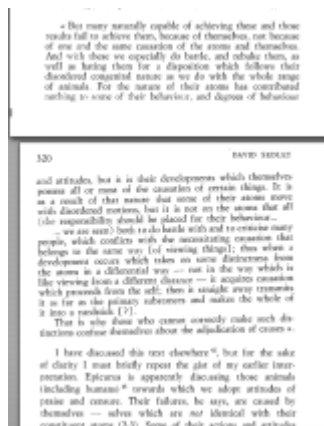 « But many naturally capable of achieving these and those
results fail to achieve them, because of themselves, not because
of one and the same causation of the atoms and themselves.
And with these we especially do battle, and rebuke them, as
well as hating them for a disposition which follows their
disordered congenital nature as we do with the whole range
of animals. For the nature of their atoms has contributed
nothing to some of their behaviour, and degrees of behaviour
320
DAVID SEDLEY
and attitudes, but it is their developments which themselves
possess all or most of the causation of certain things. It is
as a result of that nature that some of their atoms move
with disordered motions, but it is not on the atoms that all
(the responsibility should be placed for their behaviour...
people, which conflicts with the necessitating causation that
belongs to the same way [of viewing things]; thus when a
development occurs which takes on some distinctness from
the atoms in a differential way — not in the way which is
like viewing from a different distance — it acquires causation
which proceeds from the self; then it straight away transmits
it as far as the primary substances and makes the whole of
it into a yardstick [?].
That is why those who cannot correctly make such dis-
tinctions confuse themselves about the adjudication of causes ».
I have discussed this text elsewhere, but for the sake
of clarity I must briefly repeat the gist of my earlier inter-
pretation. Epicurus is apparently discussing those animals
(including humans) towards which we adopt attitudes of
praise and censure. Their failures, he says, are caused by
themselves — selves which are not identical with their